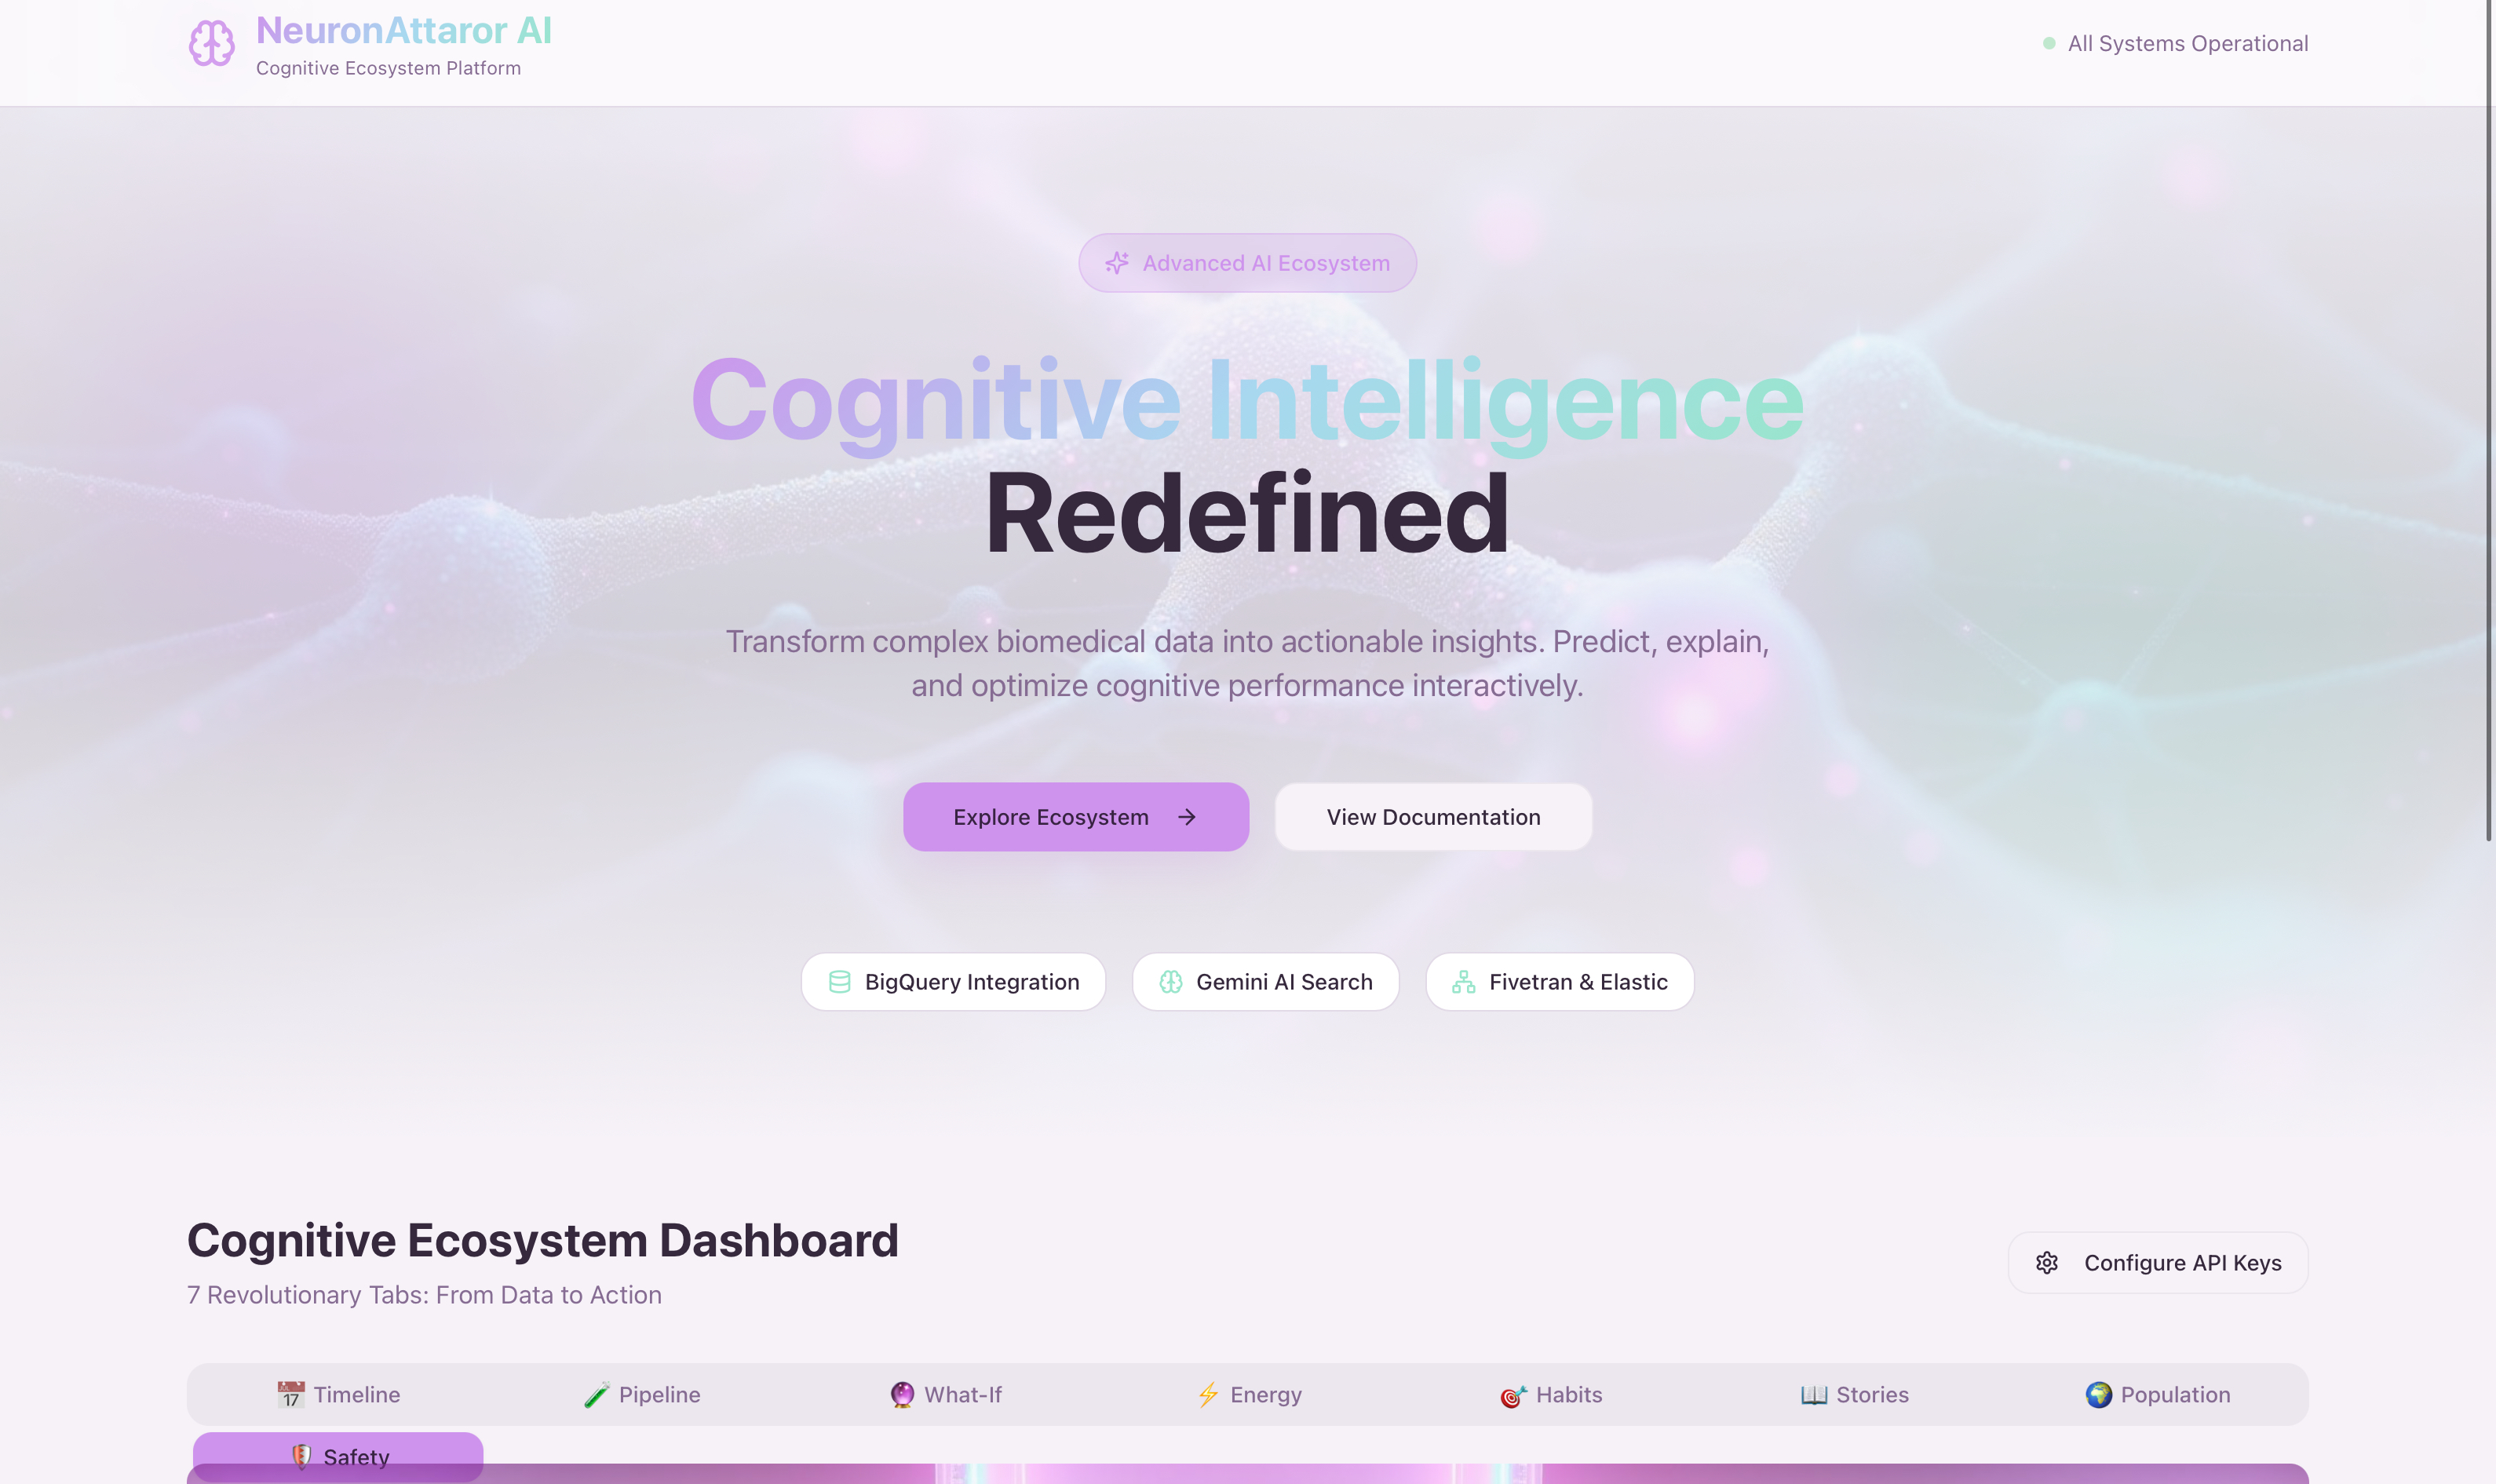 NeuronAttaror AI
Cognitive Ecosystem Platform
All Systems Operational
Advanced AI Ecosystem
Cognitive Intelligence
Redefined
Transform complex biomedical data into actionable insights. Predict, explain,
and optimize cognitive performance interactively.
Explore Ecosystem
View Documentation
BigQuery Integration
Gemini AI Search
Fivetran & Elastic
Cognitive Ecosystem Dashboard
7 Revolutionary Tabs: From Data to Action
Configure API Keys
17 Timeline
Pipeline
What-If
Energy
Habits
Stories
Population
Safety